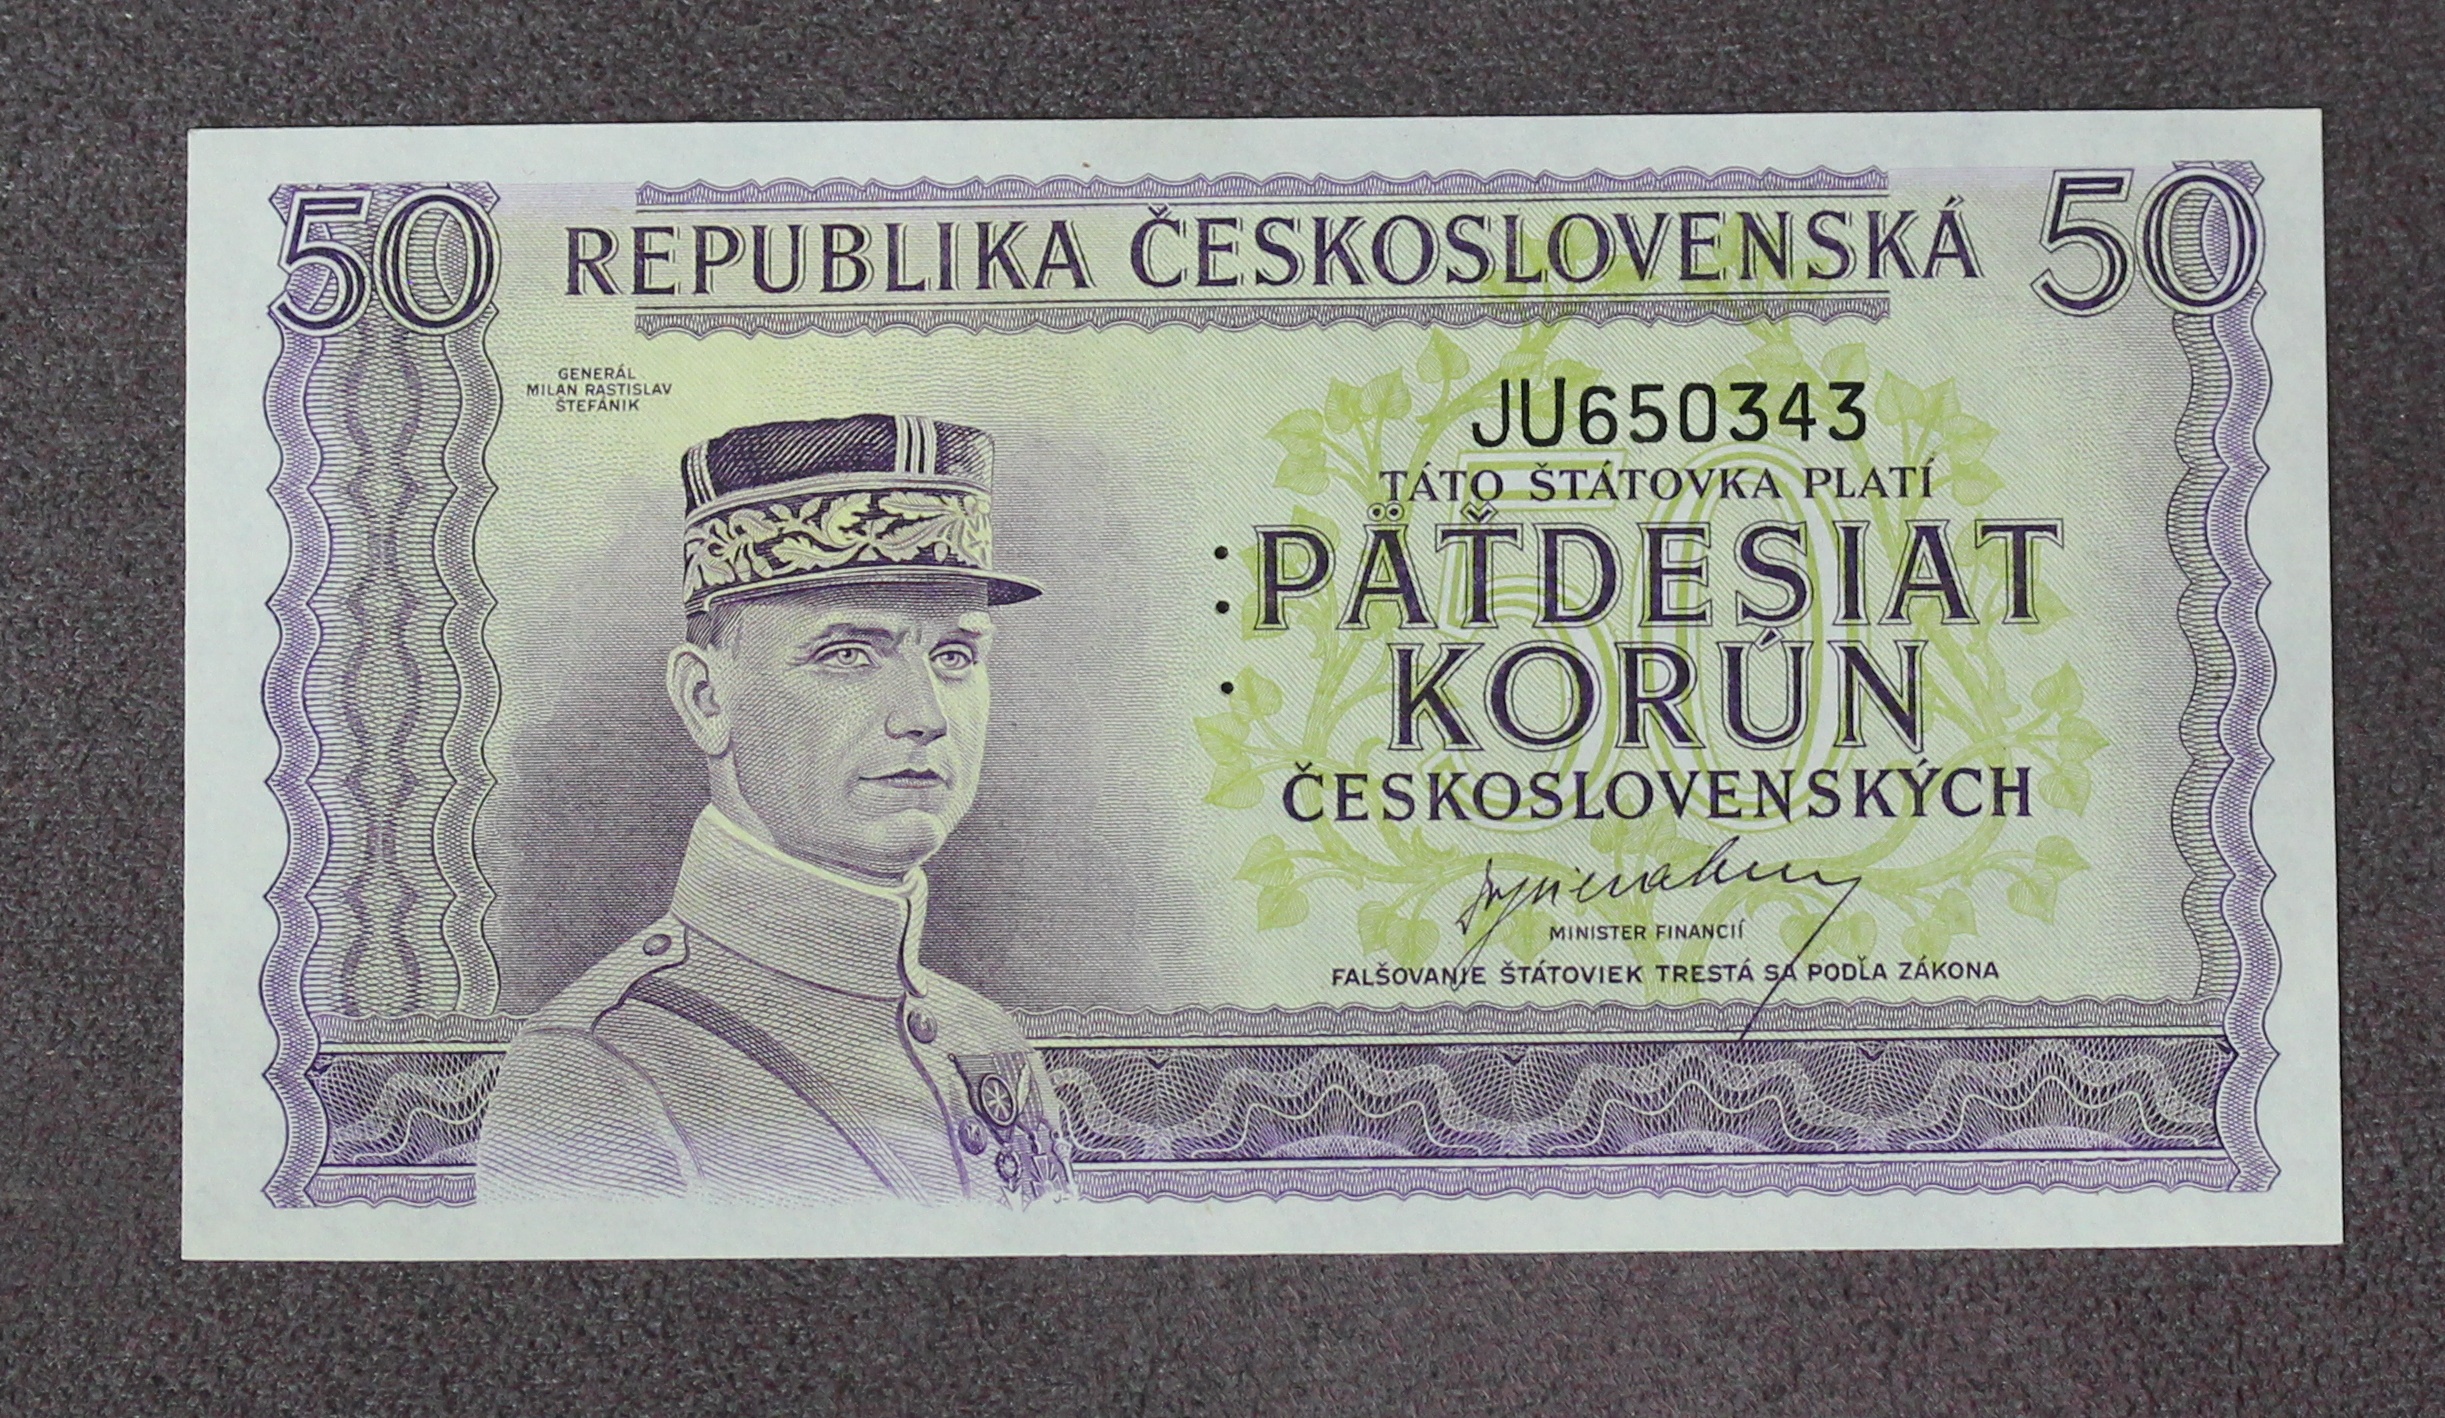 50 REPUBLIKA ČESKOSLOVENSKÁ 50
GENERÁL
MILAN RASTISLAV
ŠTEFÁNIK
JU650343
TÁTO ŠTÁTOVKA PLATÍ
PÄŤDESIAT
KORÚN
ČESKOSLOVENSKÝCH
50
MINISTER FINANCIÍ
FALŠOVANIE ŠTÁTOVIEK TRESTÁ SA PODĽA ZÁKONA